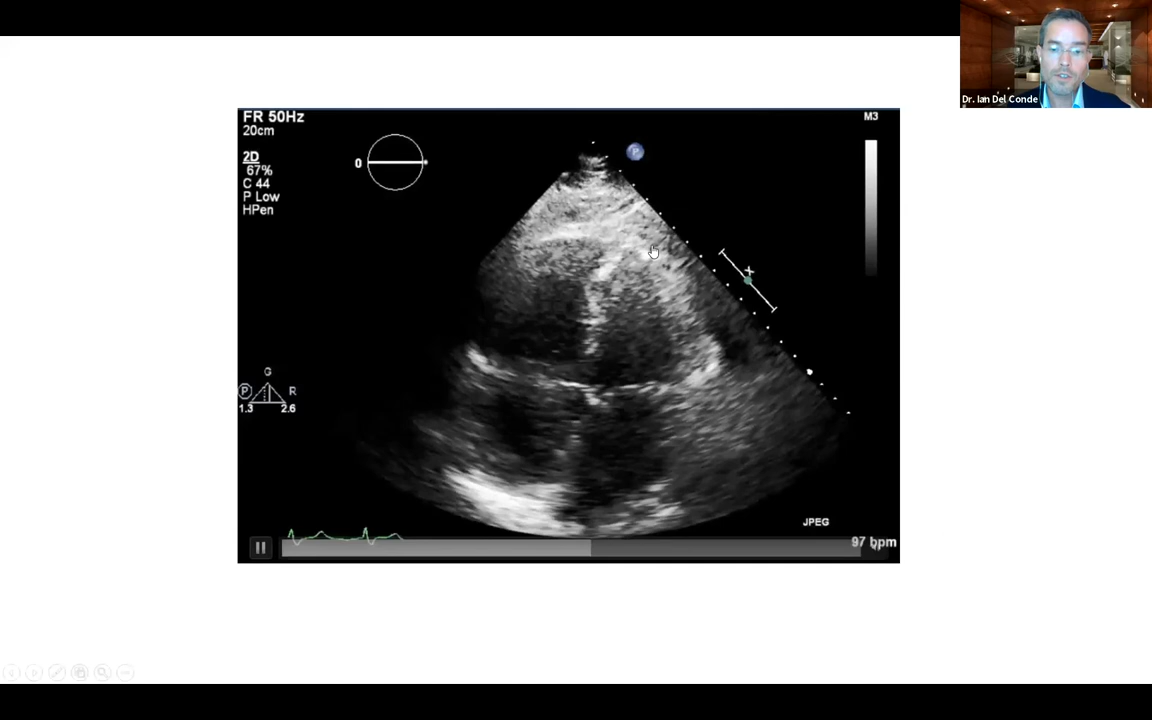 Dr. Ian Del Conde
FR 50Hz
M3
20cm
0
P
2D
67%
C 44
P Low
HPen
X
G
P
R
1.3
2.6
JPEG
97 bpm